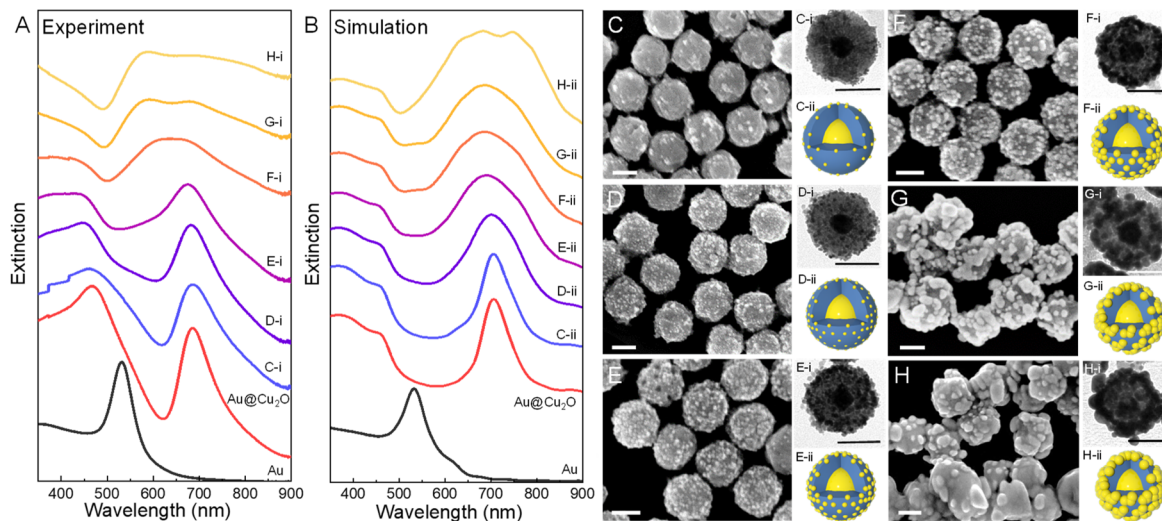 A Experiment
H-i
G-i
F-i
E-i
D-i
C-i
Au@Cu₂O
Au
Extinction
400 500 600 700 800 900
Wavelength (nm)
B Simulation
H-ii
G-ii
F-ii
E-ii
D-ii
C-ii
Au@Cu₂O
Au
Extinction
400 500 600 700 800 900
Wavelength (nm)
C
C-i
C-ii
D
D-i
D-ii
E
E-i
E-ii
F
F-i
F-ii
G
G-i
G-ii
H
H-i
H-ii